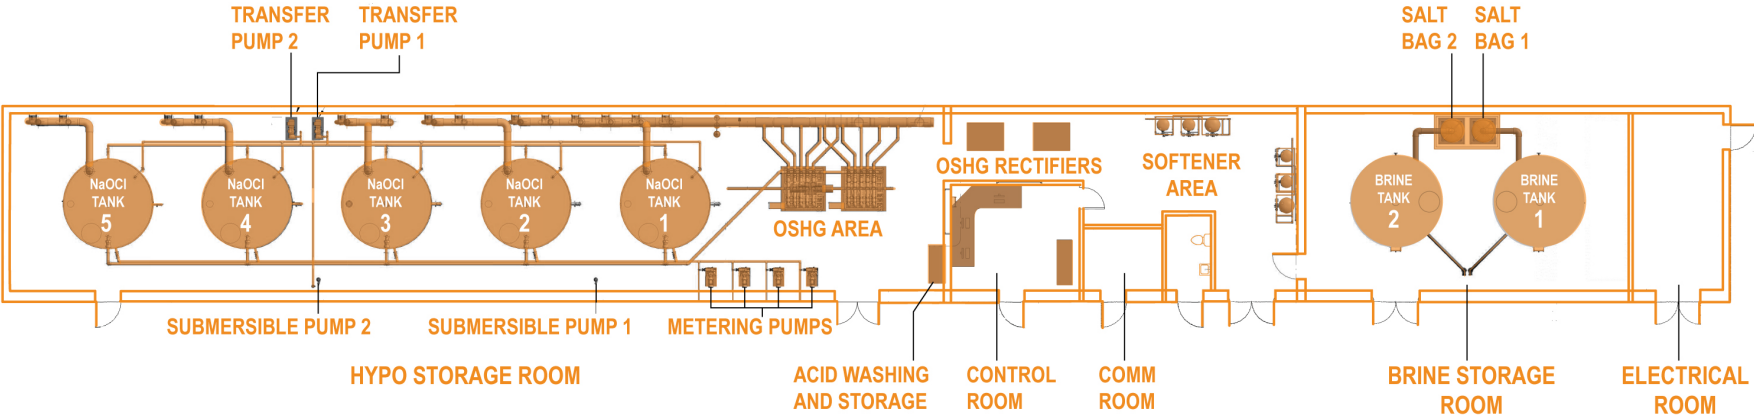 TRANSFER
PUMP 2
TRANSFER
PUMP 1
SALT
BAG 2
SALT
BAG 1
NaOCl
TANK
5
NaOCl
TANK
4
NaOCl
TANK
3
NaOCl
TANK
2
NaOCl
TANK
1
OSHG AREA
OSHG RECTIFIERS
SOFTENER
AREA
BRINE
TANK
2
BRINE
TANK
1
SUBMERSIBLE PUMP 2
SUBMERSIBLE PUMP 1
METERING PUMPS
HYPO STORAGE ROOM
ACID WASHING
AND STORAGE
CONTROL
ROOM
COMM
ROOM
BRINE STORAGE
ROOM
ELECTRICAL
ROOM